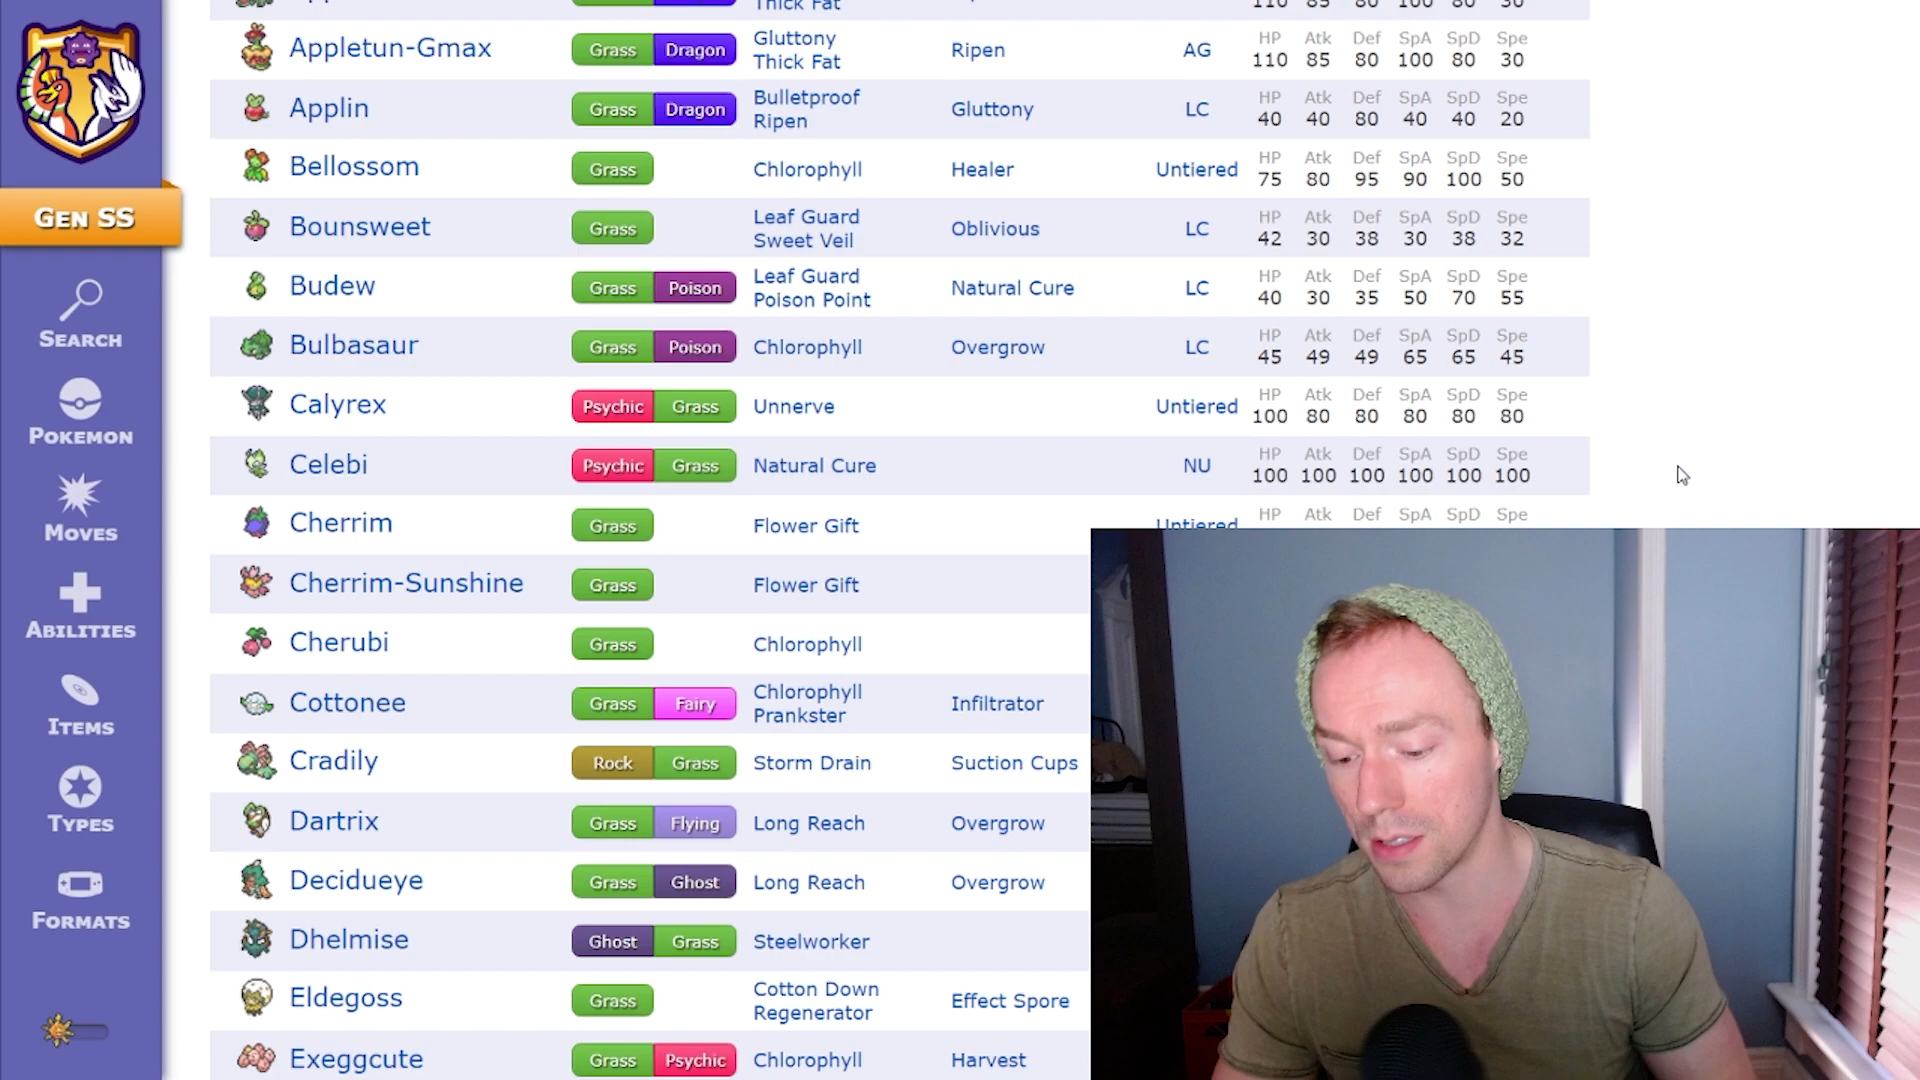 Thick Fat
110 85 80 100 80 30
Appletun-Gmax Grass Dragon Gluttony Thick Fat Ripen AG HP 110 Atk 85 Def 80 SpA 100 SpD 80 Spe 30
Applin Grass Dragon Bulletproof Ripen Gluttony LC HP 40 Atk 40 Def 80 SpA 40 SpD 40 Spe 20
Bellossom Grass Chlorophyll Healer Untiered HP 75 Atk 80 Def 95 SpA 90 SpD 100 Spe 50
Bounsweet Grass Leaf Guard Sweet Veil Oblivious LC HP 42 Atk 30 Def 38 SpA 30 SpD 38 Spe 32
Budew Grass Poison Leaf Guard Poison Point Natural Cure LC HP 40 Atk 30 Def 35 SpA 50 SpD 70 Spe 55
Bulbasaur Grass Poison Chlorophyll Overgrow LC HP 45 Atk 49 Def 49 SpA 65 SpD 65 Spe 45
Calyrex Psychic Grass Unnerve Untiered HP 100 Atk 80 Def 80 SpA 80 SpD 80 Spe 80
Celebi Psychic Grass Natural Cure NU HP 100 Atk 100 Def 100 SpA 100 SpD 100 Spe 100
Cherrim Grass Flower Gift Untiered HP Atk Def SpA SpD Spe
Cherrim-Sunshine Grass Flower Gift
Cherubi Grass Chlorophyll
Cottonee Grass Fairy Chlorophyll Prankster Infiltrator
Cradily Rock Grass Storm Drain Suction Cups
Dartrix Grass Flying Long Reach Overgrow
Decidueye Grass Ghost Long Reach Overgrow
Dhelmise Ghost Grass Steelworker
Eldegoss Grass Cotton Down Regenerator Effect Spore
Exeggcute Grass Psychic Chlorophyll Harvest
GEN SS
SEARCH
POKEMON
MOVES
ABILITIES
ITEMS
TYPES
FORMATS